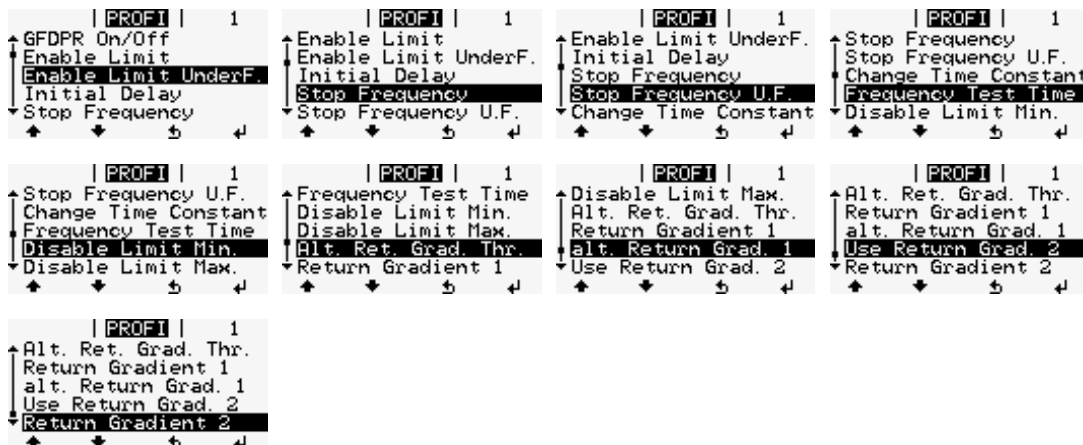 | PROFI | 1
GFDPR On/Off
Enable Limit
Enable Limit UnderF.
Initial Delay
Stop Frequency
| PROFI | 1
Enable Limit
Enable Limit UnderF.
Initial Delay
Stop Frequency
Stop Frequency U.F.
| PROFI | 1
Enable Limit UnderF.
Initial Delay
Stop Frequency
Stop Frequency U.F.
Change Time Constant
| PROFI | 1
Stop Frequency
Stop Frequency U.F.
Change Time Constant
Frequency Test Time
Disable Limit Min.
| PROFI | 1
Stop Frequency U.F.
Change Time Constant
Frequency Test Time
Disable Limit Min.
Disable Limit Max.
| PROFI | 1
Frequency Test Time
Disable Limit Min.
Disable Limit Max.
Alt. Ret. Grad. Thr.
Return Gradient 1
| PROFI | 1
Disable Limit Max.
Alt. Ret. Grad. Thr.
Return Gradient 1
alt. Return Grad. 1
Use Return Grad. 2
| PROFI | 1
Alt. Ret. Grad. Thr.
Return Gradient 1
alt. Return Grad. 1
Use Return Grad. 2
Return Gradient 2
| PROFI | 1
Alt. Ret. Grad. Thr.
Return Gradient 1
alt. Return Grad. 1
Use Return Grad. 2
Return Gradient 2